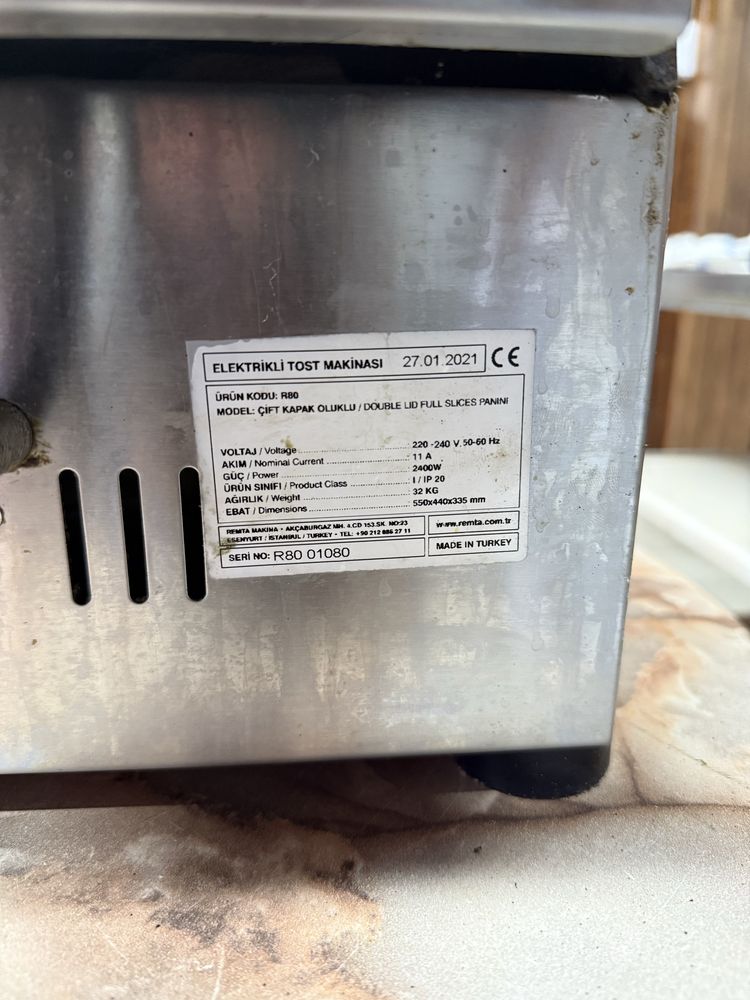 ELEKTRİKLİ TOST MAKİNASI 27.01.2021 CE
ÜRÜN KODU: R80
MODEL: ÇİFT KAPAK OLUKLU / DOUBLE LID FULL SLICES PANINI
VOLTAJ / Voltage 220 -240 V. 50-60 Hz
AKIM / Nominal Current 11 A
GÜÇ / Power 2400W
ÜRÜN SINIFI / Product Class I / IP 20
AĞIRLIK / Weight 32 KG
EBAT / Dimensions 550x440x335 mm
REMTA MAKİNA - AKÇABURGAZ MH. 4.CD 153.SK. NO:23
ESENYURT / İSTANBUL / TURKEY - TEL: +90 212 886 27 11
www.remta.com.tr
SERİ NO: R80 01080
MADE IN TURKEY